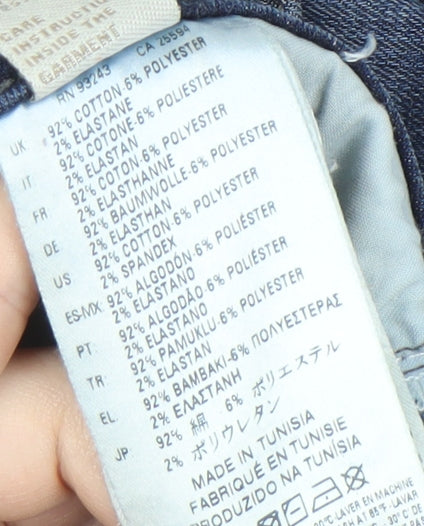 CARE
INSTRUCTION
INSIDE THE
GARMENT
RN 93243 CA 25594
UK 92% COTTON-6% POLYESTER
2% ELASTANE
IT 92% COTONE-6% POLIESTERE
2% ELASTAN
FR 92% COTON-6% POLYESTER
2% ELASTHANNE
DE 92% BAUMWOLLE-6% POLYESTER
2% ELASTHAN
US 92% COTTON-6% POLYESTER
2% SPANDEX
ES-MX 92% ALGODÓN-6% POLIÉSTER
2% ELASTANO
PT 92% ALGODÃO-6% POLIÉSTER
2% ELASTANO
TR 92% PAMUKLU-6% POLYESTER
2% ELASTAN
EL 92% ΒΑΜΒΑΚΙ-6% ΠΟΛΥΕΣΤΕΡΑΣ
2% ΕΛΑΣΤΑΝΗ
JP 92% 綿 6% ポリエステル
2% ポリウレタン
MADE IN TUNISIA
FABRIQUÉ EN TUNISIE
PRODUZIDO NA TUNÍSIA
LAVER EN MACHINE